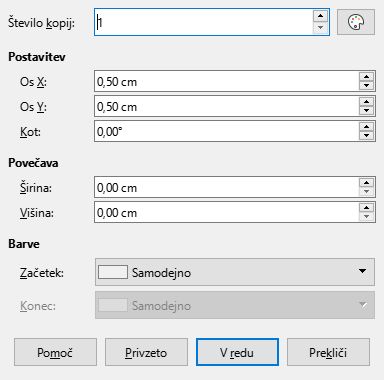 Število kopij: 1
Postavitev
Os X: 0,50 cm
Os Y: 0,50 cm
Kot: 0,00°
Povečava
Širina: 0,00 cm
Višina: 0,00 cm
Barve
Začetek: Samodejno
Konec: Samodejno
Pomoč Privzeto V redu Prekliči